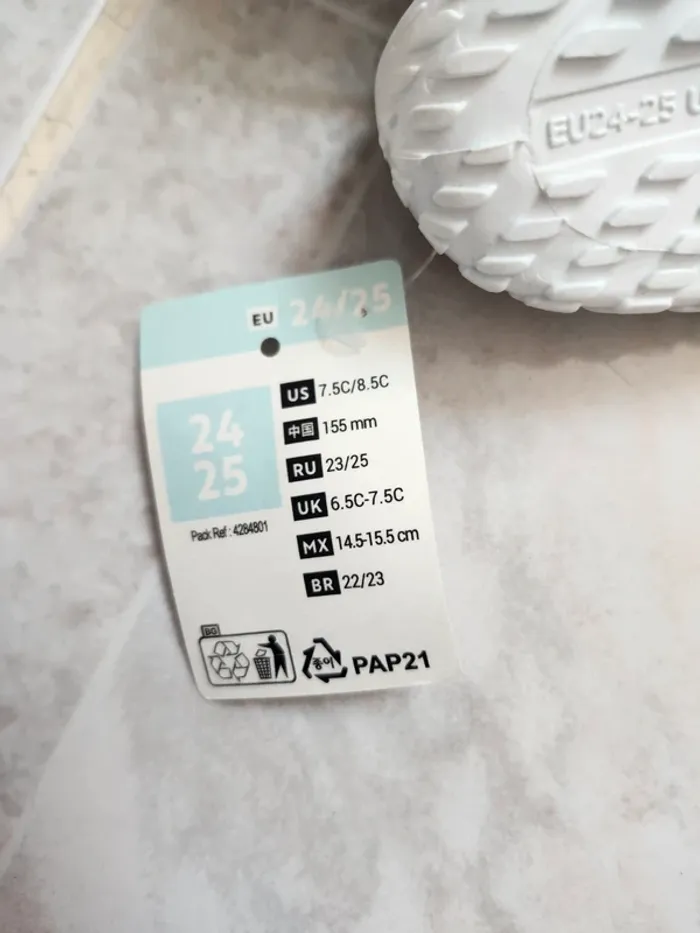 EU24-25 U
EU 24/25
24
25
US 7.5C/8.5C
中国 155 mm
RU 23/25
UK 6.5C-7.5C
MX 14.5-15.5 cm
BR 22/23
Pack Ref : 4284801
BG
종이 PAP21